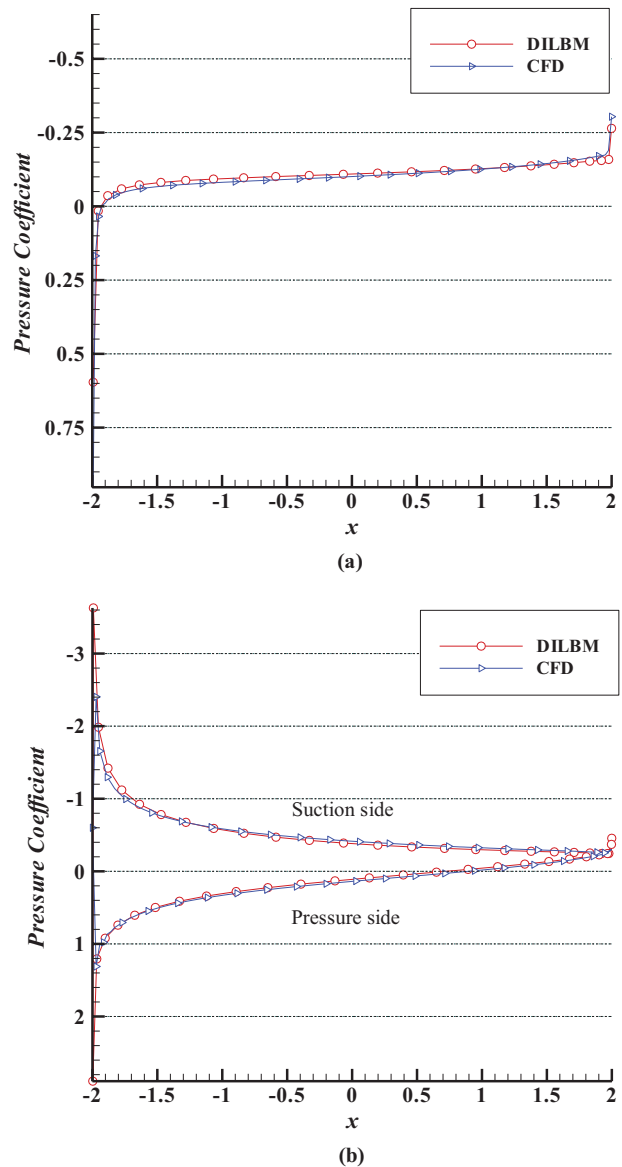 DILBM
CFD
Pressure Coefficient
-0.5
-0.25
0
0.25
0.5
0.75
-2 -1.5 -1 -0.5 0 0.5 1 1.5 2
x
(a)
DILBM
CFD
Pressure Coefficient
-3
-2
-1
0
1
2
Suction side
Pressure side
-2 -1.5 -1 -0.5 0 0.5 1 1.5 2
x
(b)